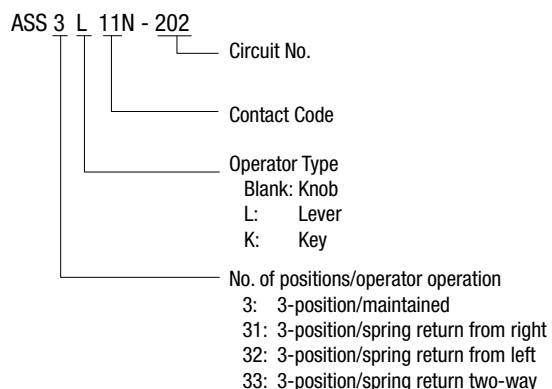 ASS 3 L 11N - 202
Circuit No.
Contact Code
Operator Type
Blank: Knob
L: Lever
K: Key
No. of positions/operator operation
3: 3-position/maintained
31: 3-position/spring return from right
32: 3-position/spring return from left
33: 3-position/spring return two-way